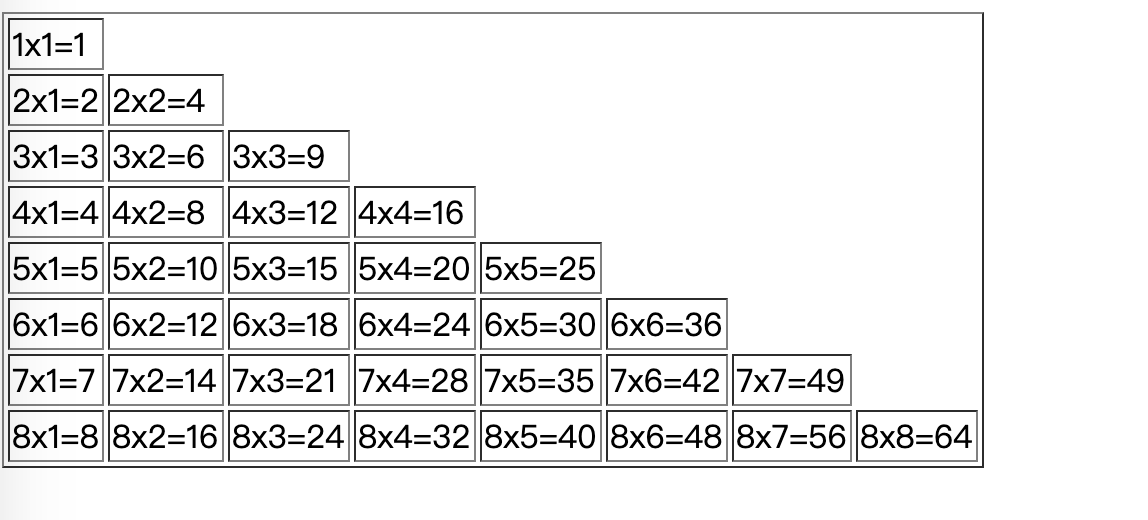 1x1=1
2x1=2 2x2=4
3x1=3 3x2=6 3x3=9
4x1=4 4x2=8 4x3=12 4x4=16
5x1=5 5x2=10 5x3=15 5x4=20 5x5=25
6x1=6 6x2=12 6x3=18 6x4=24 6x5=30 6x6=36
7x1=7 7x2=14 7x3=21 7x4=28 7x5=35 7x6=42 7x7=49
8x1=8 8x2=16 8x3=24 8x4=32 8x5=40 8x6=48 8x7=56 8x8=64